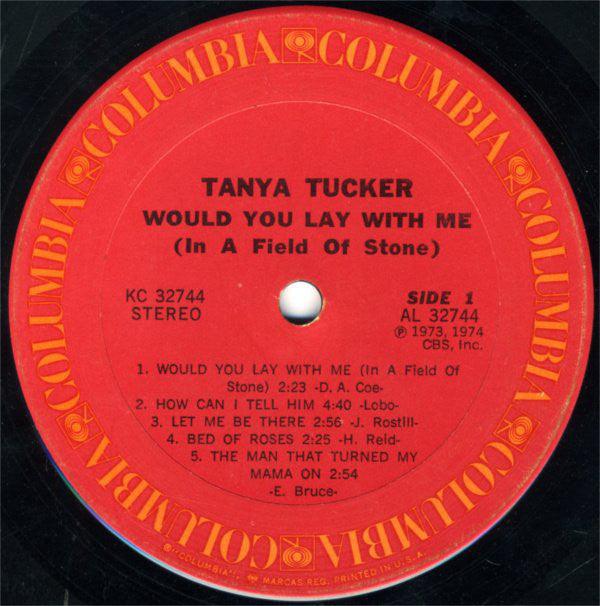 COLUMBIA COLUMBIA COLUMBIA COLUMBIA COLUMBIA COLUMBIA
TANYA TUCKER
WOULD YOU LAY WITH ME
(In A Field Of Stone)
KC 32744
STEREO
SIDE 1
AL 32744
Ⓟ 1973, 1974
CBS, Inc.
1. WOULD YOU LAY WITH ME (In A Field Of
Stone) 2:23 -D. A. Coe-
2. HOW CAN I TELL HIM 4:40 -Lobo-
3. LET ME BE THERE 2:56 -J. Rostill-
4. BED OF ROSES 2:25 -H. Reid-
5. THE MAN THAT TURNED MY
MAMA ON 2:54
-E. Bruce-
"COLUMBIA", MARCAS REG. PRINTED IN U.S.A.